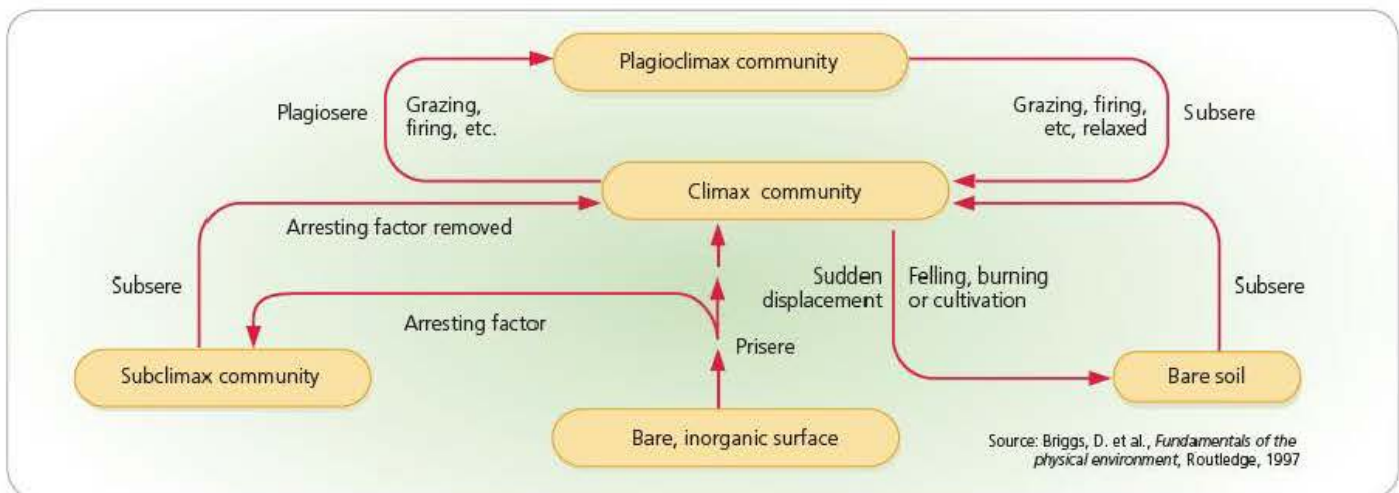 Plagioclimax community
Plagiosere
Grazing,
firing, etc.
Grazing, firing,
etc, relaxed
Subsere
Climax community
Arresting factor removed
Subsere
Sudden
displacement
Felling, burning
or cultivation
Subsere
Arresting factor
Prisere
Subclimax community
Bare soil
Bare, inorganic surface
Source: Briggs, D. et al., Fundamentals of the
physical environment, Routledge, 1997